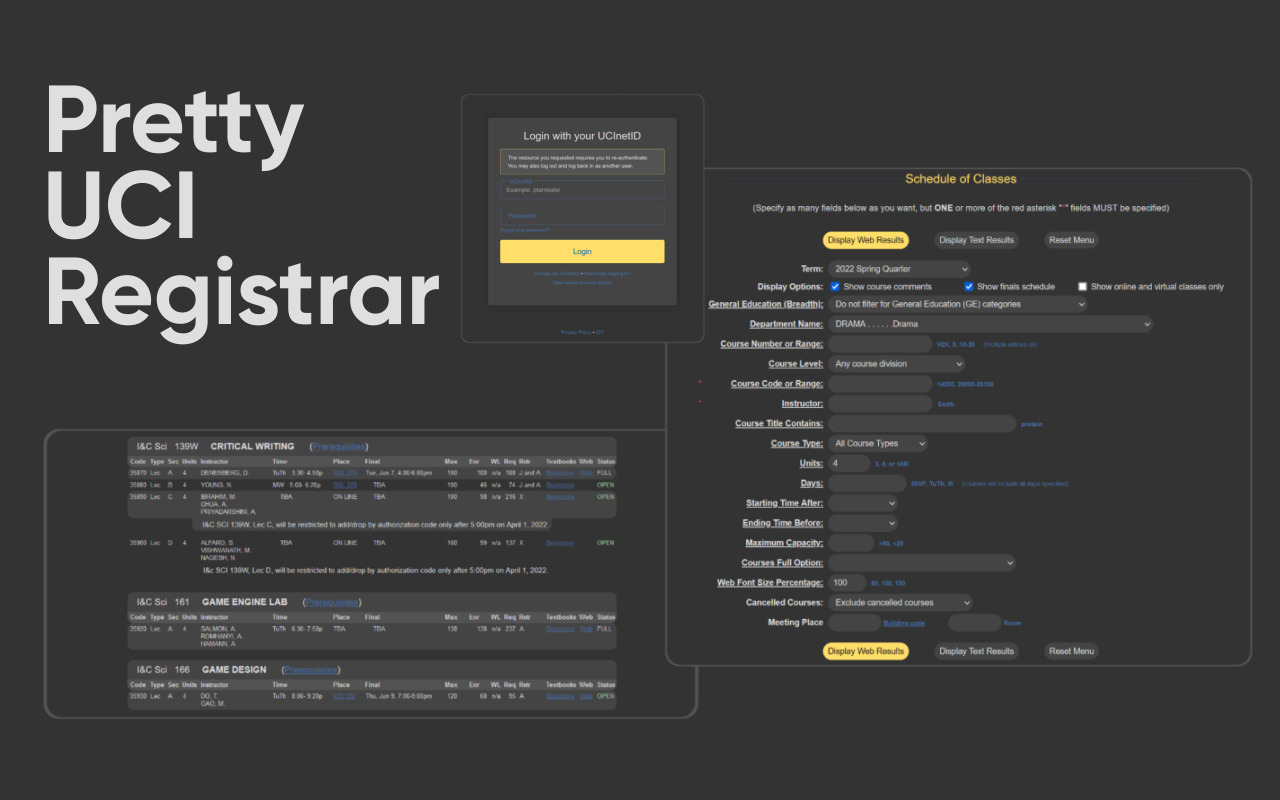 Pretty
UCI
Registrar
Login with your UCInetID
The resource you requested requires you to re-authenticate.
You may also log out and log back in as another user.
UCInetID
Example: pfanteater
Password
Forgot your password?
Login
Activate my UCInetID • Need help logging in?
View recent account activity
Privacy Policy • OIT
Schedule of Classes
(Specify as many fields below as you want, but ONE or more of the red asterisk "*" fields MUST be specified)
Display Web Results Display Text Results Reset Menu
Term: 2022 Spring Quarter
Display Options: Show course comments Show finals schedule Show online and virtual classes only
General Education (Breadth): Do not filter for General Education (GE) categories
Department Name: DRAMA . . . . . .Drama
Course Number or Range: H2A, 5, 10-20 (multiple entries ok)
Course Level: Any course division
* Course Code or Range: 14200, 29000-29100
* Instructor: Smith
Course Title Contains: protein
Course Type: All Course Types
Units: 4 3, 4, or VAR
Days: MWF, TuTh, M (courses will include all days specified)
Starting Time After:
Ending Time Before:
Maximum Capacity: >50, <20
Courses Full Option:
Web Font Size Percentage: 100 80, 100, 120
Cancelled Courses: Exclude cancelled courses
Meeting Place Building code Room
Display Web Results Display Text Results Reset Menu
I&C Sci 139W CRITICAL WRITING (Prerequisites)
Code Type Sec Units Instructor Time Place Final Max Enr WL Req Rstr Textbooks Web Status
35870 Lec A 4 DENENBERG, D. TuTh 3:30- 4:50p Tue, Jun 7, 4:00-6:00pm 100 100 n/a 188 J and A Bookstore Web FULL
35880 Lec B 4 YOUNG, N. MW 5:00- 6:20p TBA 100 46 n/a 74 J and A Bookstore OPEN
35890 Lec C 4 IBRAHIM, M. TBA ON LINE TBA 100 98 n/a 216 X Bookstore OPEN
CHUA, A.
PRIYADARSHINI, A.
I&C SCI 139W, Lec C, will be restricted to add/drop by authorization code only after 5:00pm on April 1, 2022.
35900 Lec D 4 ALFARO, S. TBA ON LINE TBA 100 99 n/a 137 X Bookstore OPEN
VISHWANATH, M.
NAGESH, N.
I&c SCI 139W, Lec D, will be restricted to add/drop by authorization code only after 5:00pm on April 1, 2022.
I&C Sci 161 GAME ENGINE LAB (Prerequisites)
Code Type Sec Units Instructor Time Place Final Max Enr WL Req Rstr Textbooks Web Status
35920 Lec A 4 SALMON, A. TuTh 6:30- 7:50p TBA TBA 138 138 n/a 237 A Bookstore Web FULL
ROMHANYI, A.
HAMANN, A.
I&C Sci 166 GAME DESIGN (Prerequisites)
Code Type Sec Units Instructor Time Place Final Max Enr WL Req Rstr Textbooks Web Status
35930 Lec A 4 DO, T. TuTh 8:00- 9:20p Thu, Jun 9, 7:00-9:00pm 120 68 n/a 95 A Bookstore Web OPEN
GAO, M.